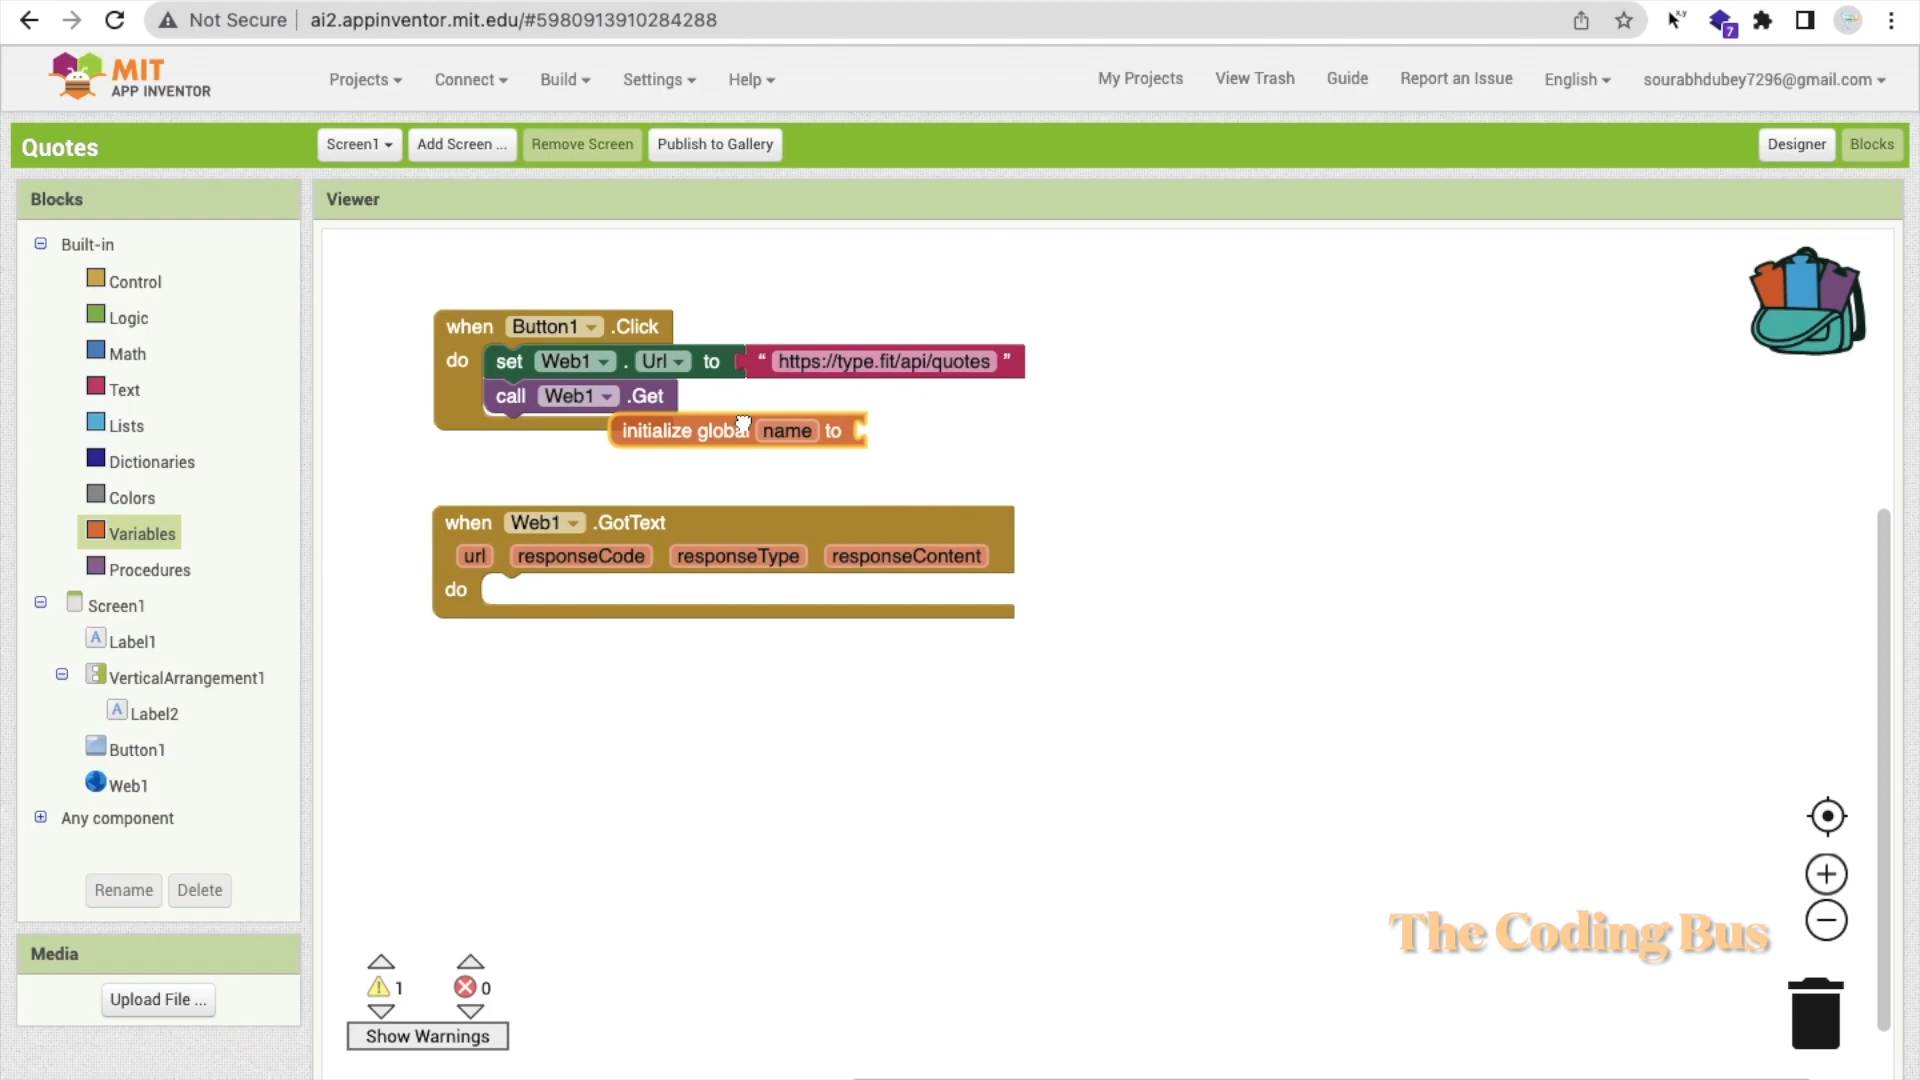 Not Secure ai2.appinventor.mit.edu/#5980913910284288
x,y
7
MIT
APP INVENTOR
Projects Connect Build Settings Help My Projects View Trash Guide Report an Issue English sourabhdubey7296@gmail.com
Quotes Screen1 Add Screen ... Remove Screen Publish to Gallery Designer Blocks
Blocks
Viewer
Built-in
Control
Logic
Math
Text
Lists
Dictionaries
Colors
Variables
Procedures
Screen1
A Label1
VerticalArrangement1
A Label2
Button1
Web1
Any component
Rename Delete
Media
Upload File ...
when Button1 .Click
do set Web1 . Url to “ https://type.fit/api/quotes ”
call Web1 .Get
initialize global name to
when Web1 .GotText
url responseCode responseType responseContent
do
1 0
Show Warnings
The Coding Bus